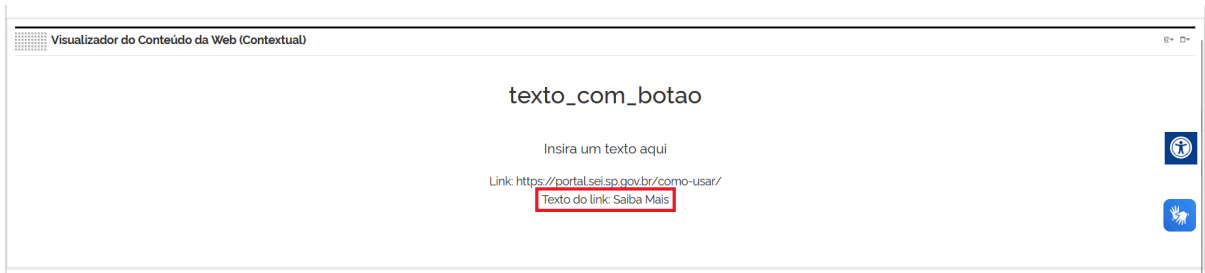 Visualizador do Conteúdo da Web (Contextual)
texto_com_botao
Insira um texto aqui
Link: https://portal.sei.sp.gov.br/como-usar/
Texto do link: Saiba Mais